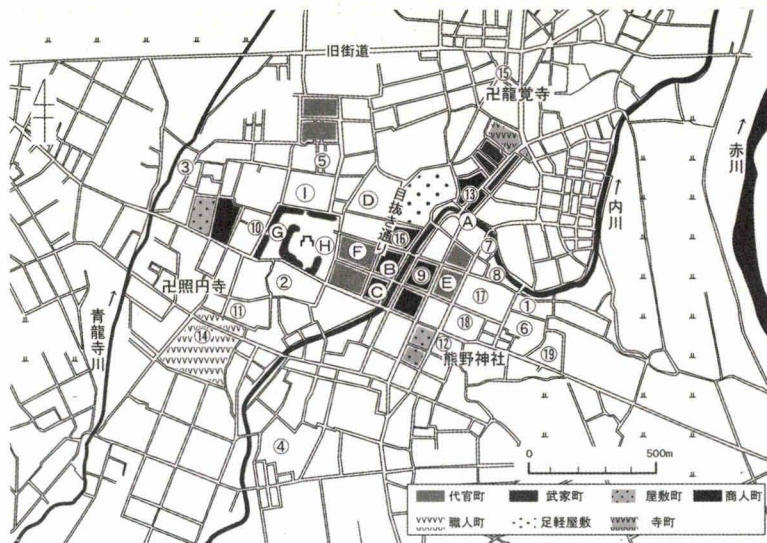 旧街道
⑮
卍龍覚寺
赤川
③
⑤
I
D
目抜き通り
⑬
内川
A
⑩
G
H
F
⑯
⑦
B
⑨
E
⑧
②
C
⑰
①
卍照円寺
⑪
⑱
⑥
⑭
⑫
熊野神社
⑲
青龍寺川
④
0 500m
代官町 武家町 屋敷町 商人町
職人町 足軽屋敷 寺町